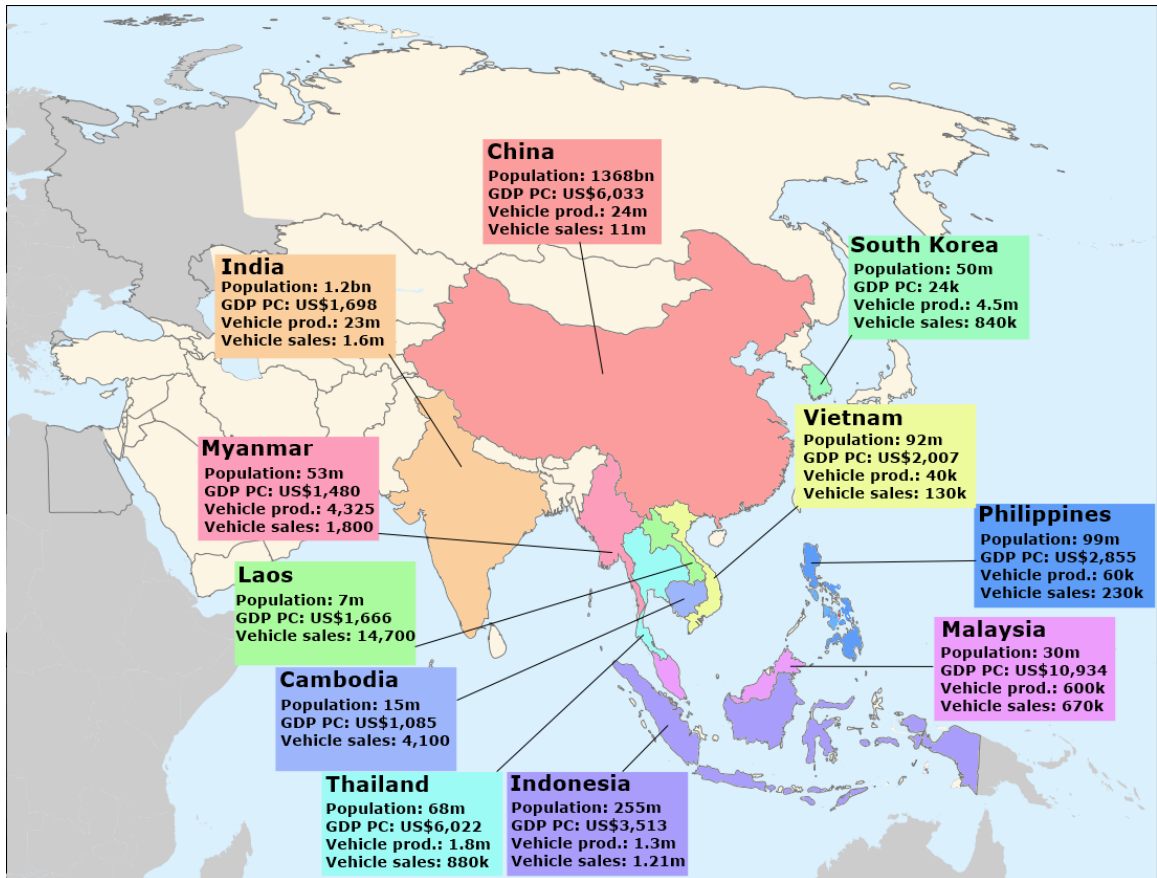 China
Population: 1368bn
GDP PC: US$6,033
Vehicle prod.: 24m
Vehicle sales: 11m
South Korea
Population: 50m
GDP PC: 24k
Vehicle prod.: 4.5m
Vehicle sales: 840k
India
Population: 1.2bn
GDP PC: US$1,698
Vehicle prod.: 23m
Vehicle sales: 1.6m
Vietnam
Population: 92m
GDP PC: US$2,007
Vehicle prod.: 40k
Vehicle sales: 130k
Myanmar
Population: 53m
GDP PC: US$1,480
Vehicle prod.: 4,325
Vehicle sales: 1,800
Philippines
Population: 99m
GDP PC: US$2,855
Vehicle prod.: 60k
Vehicle sales: 230k
Laos
Population: 7m
GDP PC: US$1,666
Vehicle sales: 14,700
Malaysia
Population: 30m
GDP PC: US$10,934
Vehicle prod.: 600k
Vehicle sales: 670k
Cambodia
Population: 15m
GDP PC: US$1,085
Vehicle sales: 4,100
Thailand
Population: 68m
GDP PC: US$6,022
Vehicle prod.: 1.8m
Vehicle sales: 880k
Indonesia
Population: 255m
GDP PC: US$3,513
Vehicle prod.: 1.3m
Vehicle sales: 1.21m